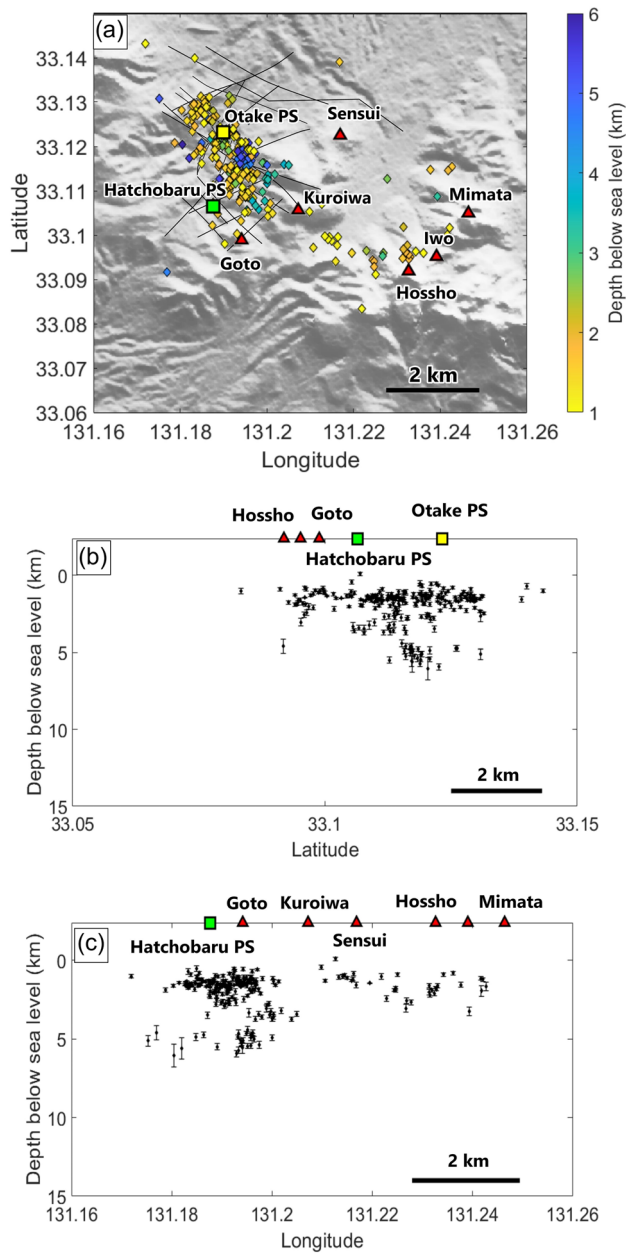 (a)
33.14
33.13
33.12
33.11
33.1
33.09
33.08
33.07
33.06
Latitude
Otake PS
Sensui
Hatchobaru PS
Kuroiwa
Mimata
Goto
Iwo
Hossho
2 km
131.16 131.18 131.2 131.22 131.24 131.26
Longitude
6
5
4
3
2
1
Depth below sea level (km)
Hossho Goto Otake PS
(b)
Hatchobaru PS
0
5
10
15
Depth below sea level (km)
2 km
33.05 33.1 33.15
Latitude
Goto Kuroiwa Hossho Mimata
(c)
Hatchobaru PS Sensui
0
5
10
15
Depth below sea level (km)
2 km
131.16 131.18 131.2 131.22 131.24 131.26
Longitude